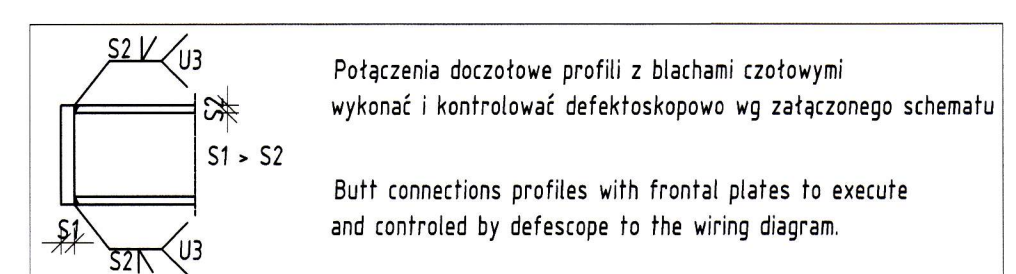 S2 U3
S2
S1 > S2
S1
S2 U3
Połączenia doczołowe profili z blachami czołowymi
wykonać i kontrolować defektoskopowo wg załączonego schematu
Butt connections profiles with frontal plates to execute
and controled by defescope to the wiring diagram.